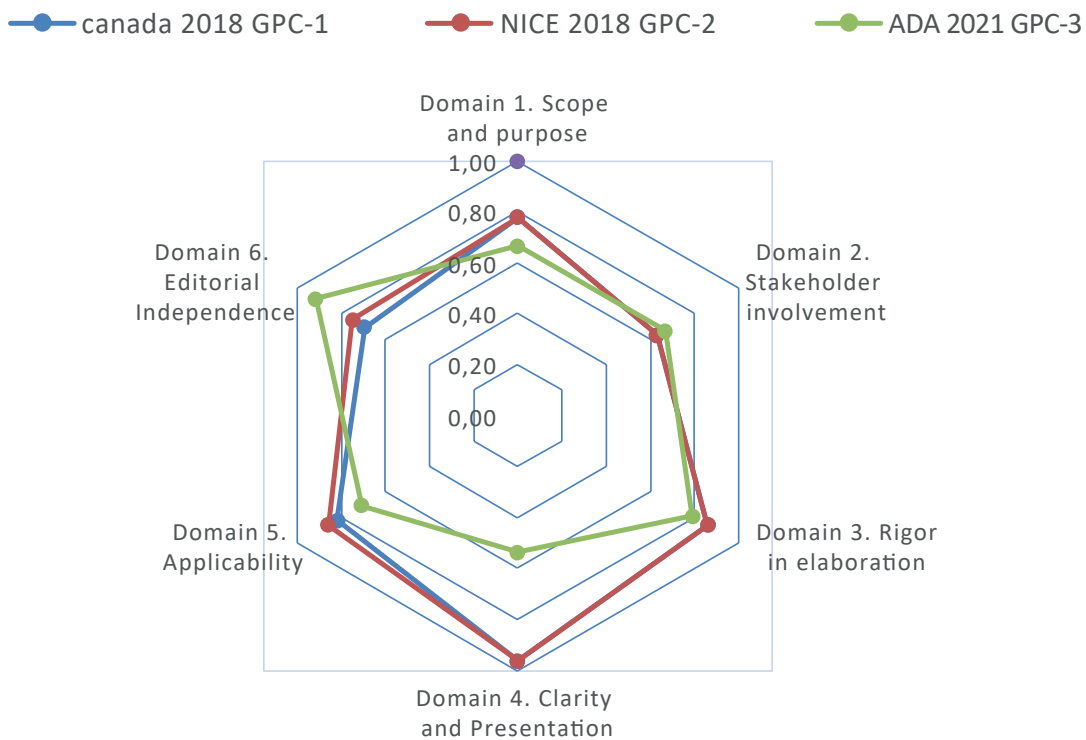 canada 2018 GPC-1
NICE 2018 GPC-2
ADA 2021 GPC-3
Domain 1. Scope
and purpose
1,00
0,80
0,60
0,40
0,20
0,00
Domain 2.
Stakeholder
involvement
Domain 3. Rigor
in elaboration
Domain 4. Clarity
and Presentation
Domain 5.
Applicability
Domain 6.
Editorial
Independence